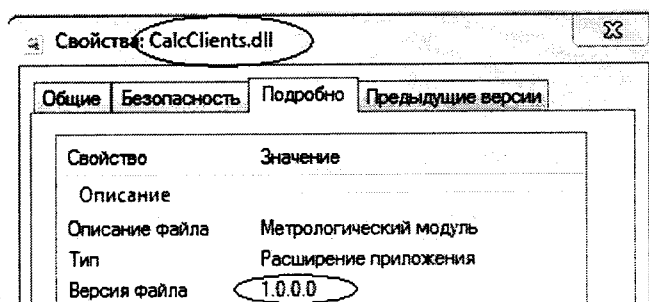 Свойства: CalcClients.dll
Общие Безопасность Подробно Предыдущие версии
Свойство Значение
Описание
Описание файла Метрологический модуль
Тип Расширение приложения
Версия файла 1.0.0.0